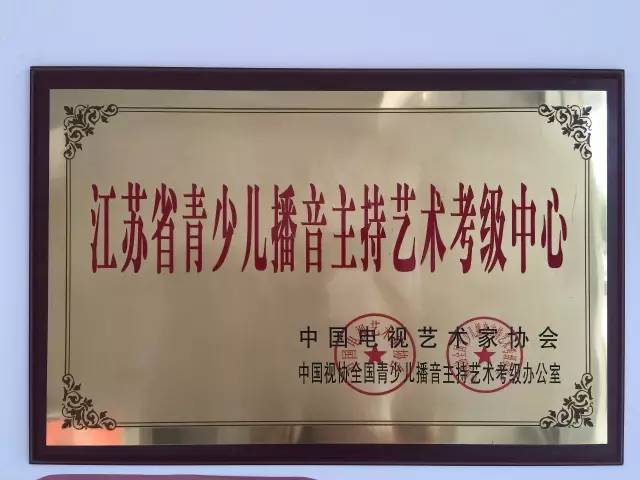 江苏省青少儿播音主持艺术考级中心
中国电视艺术家协会
中国视协全国青少儿播音主持艺术考级办公室